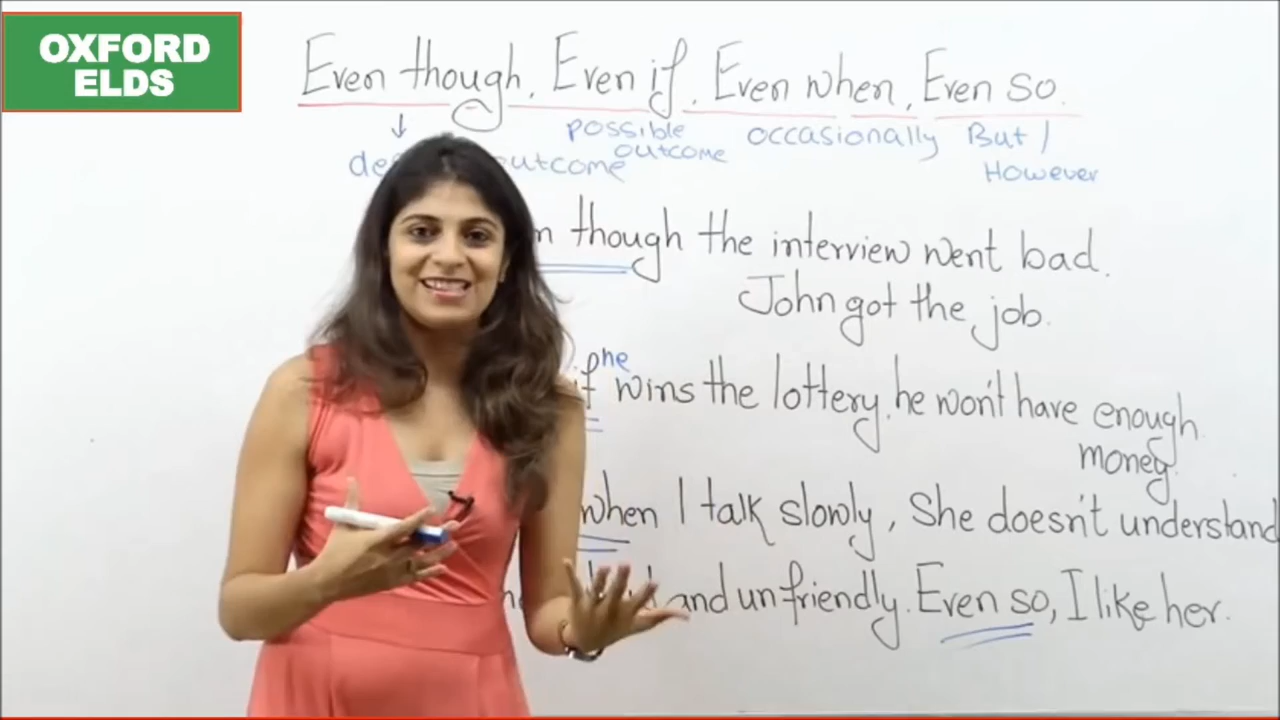 OXFORD
ELDS
Even though, Even if, Even when, Even so.
possible occasionally But /
outcome outcome However
though the interview went bad.
John got the job.
if he wins the lottery, he won't have enough
money.
when I talk slowly, She doesn't understand
and unfriendly. Even so, I like her.